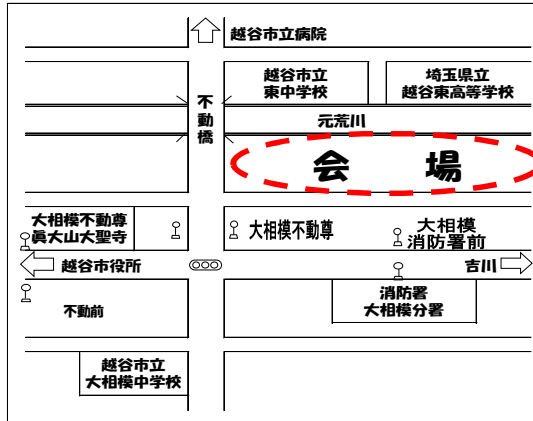 越谷市立病院
越谷市立
東中学校
埼玉県立
越谷東高等学校
不動橋
元荒川
会場
大相模不動尊
眞大山大聖寺
大相模不動尊
大相模
消防署前
越谷市役所
吉川
不動前
消防署
大相模分署
越谷市立
大相模中学校